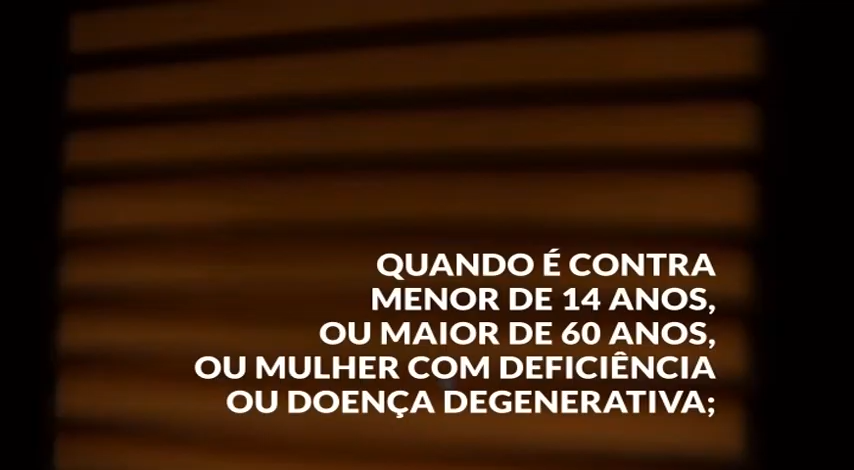 QUANDO É CONTRA
MENOR DE 14 ANOS,
OU MAIOR DE 60 ANOS,
OU MULHER COM DEFICIÊNCIA
OU DOENÇA DEGENERATIVA;